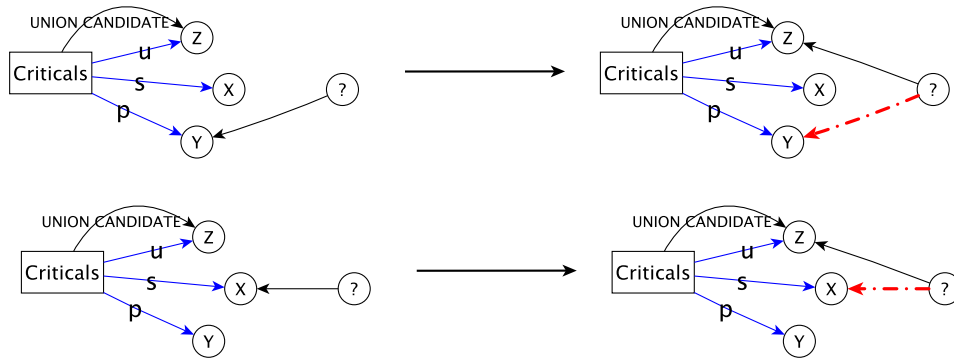 UNION CANDIDATE
Z
u
Criticals
s
X
?
p
Y
UNION CANDIDATE
Z
u
Criticals
s
X
?
p
Y
UNION CANDIDATE
Z
u
Criticals
s
X
?
p
Y
UNION CANDIDATE
Z
u
Criticals
s
X
?
p
Y